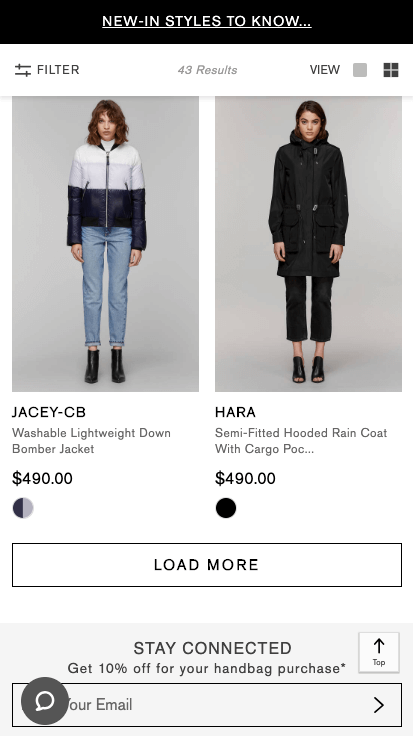 NEW-IN STYLES TO KNOW...
FILTER
43 Results
VIEW
JACEY-CB
Washable Lightweight Down
Bomber Jacket
$490.00
HARA
Semi-Fitted Hooded Rain Coat
With Cargo Poc...
$490.00
LOAD MORE
STAY CONNECTED
Get 10% off for your handbag purchase*
Top
our Email